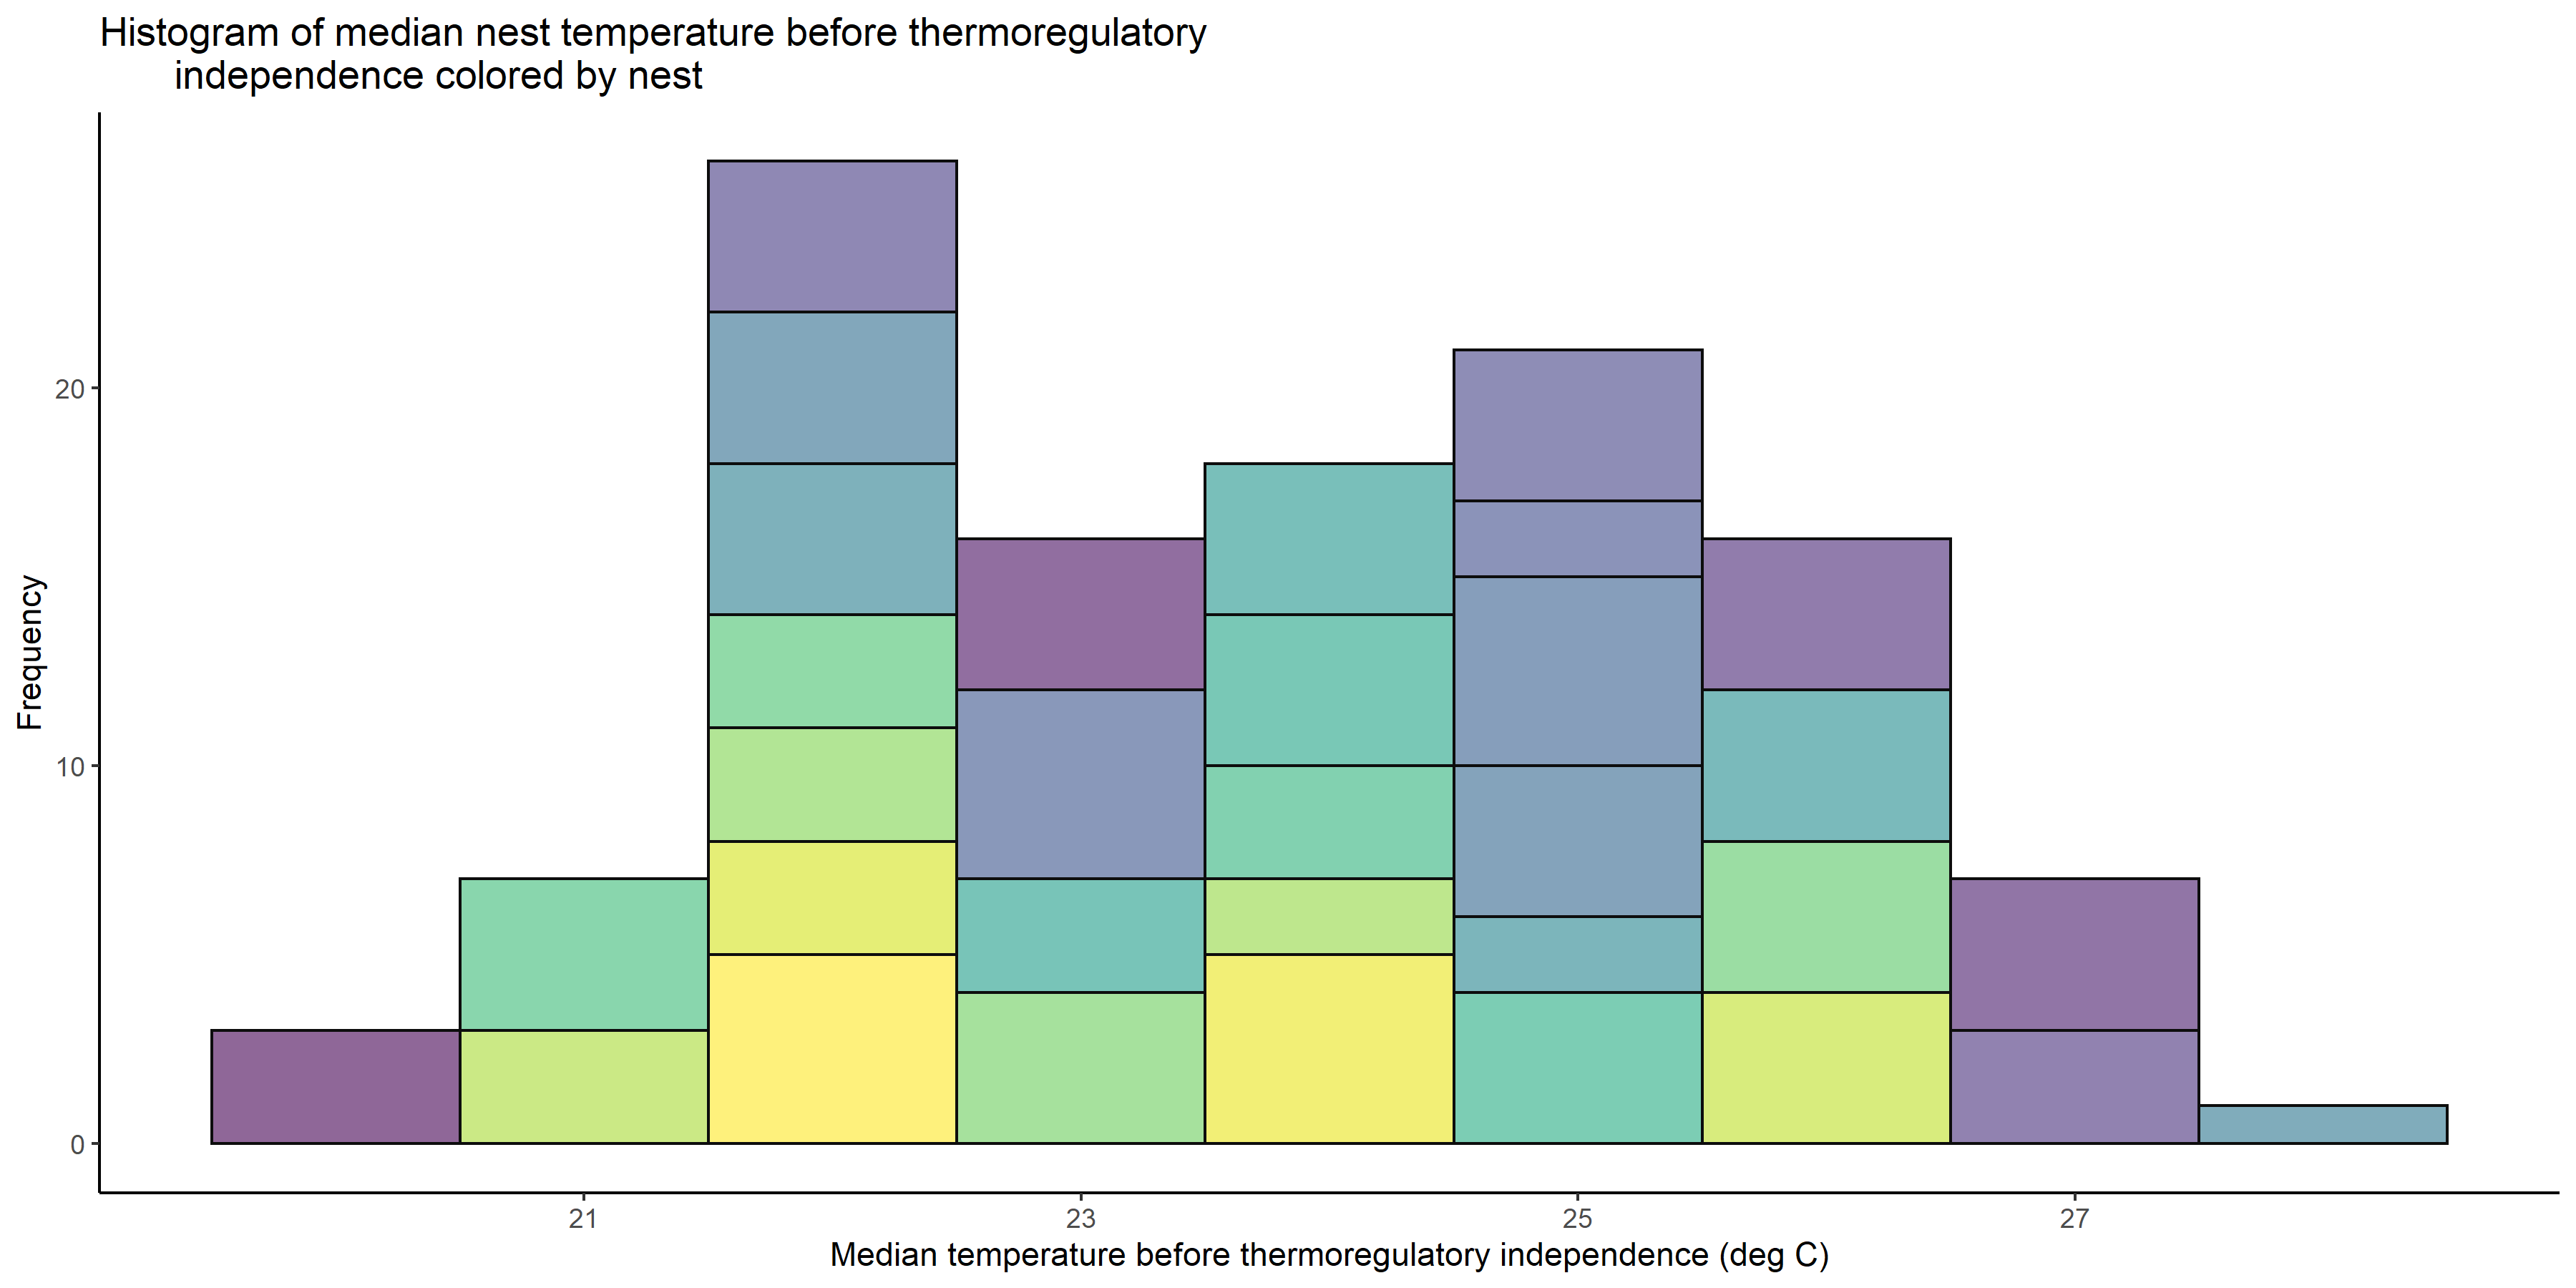 Histogram of median nest temperature before thermoregulatory
independence colored by nest
Frequency
20
10
0
21
23
25
27
Median temperature before thermoregulatory independence (deg C)